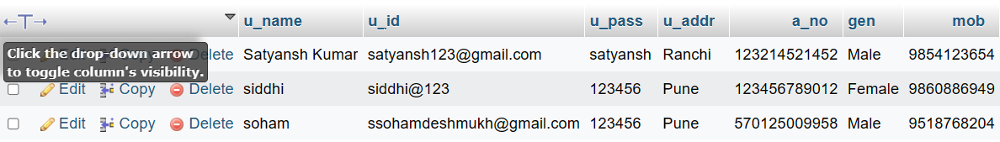 ←T→ u_name u_id u_pass u_addr a_no gen mob
Click the drop-down arrow
to toggle column's visibility.
Edit Copy Delete Satyansh Kumar satyansh123@gmail.com satyansh Ranchi 123214521452 Male 9854123654
Edit Copy Delete siddhi siddhi@123 123456 Pune 123456789012 Female 9860886949
Edit Copy Delete soham ssohamdeshmukh@gmail.com 123456 Pune 570125009958 Male 9518768204